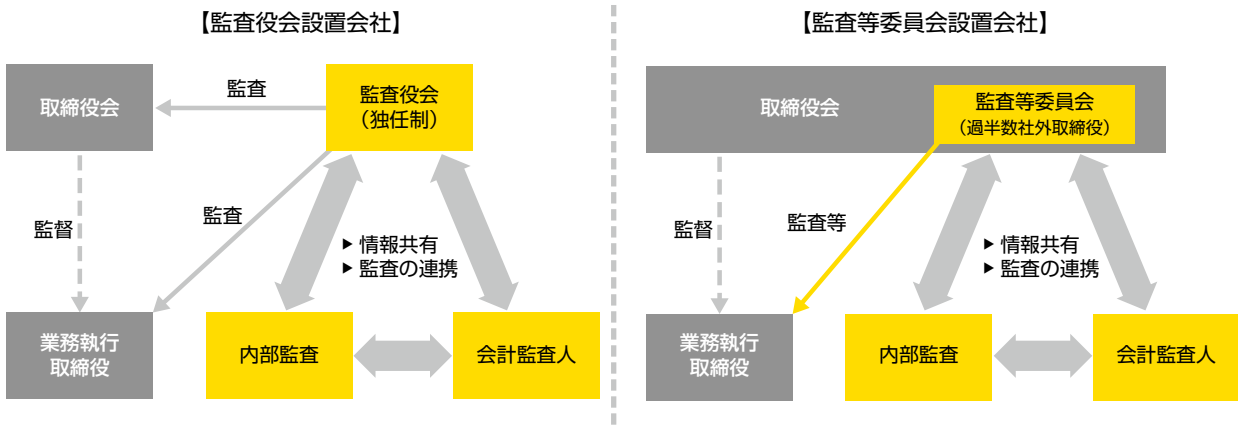 【監査役会設置会社】
取締役会
監査
監査役会
（独任制）
監督
監査
▶ 情報共有
▶ 監査の連携
業務執行
取締役
内部監査
会計監査人
【監査等委員会設置会社】
取締役会
監査等委員会
（過半数社外取締役）
監督
監査等
▶ 情報共有
▶ 監査の連携
業務執行
取締役
内部監査
会計監査人